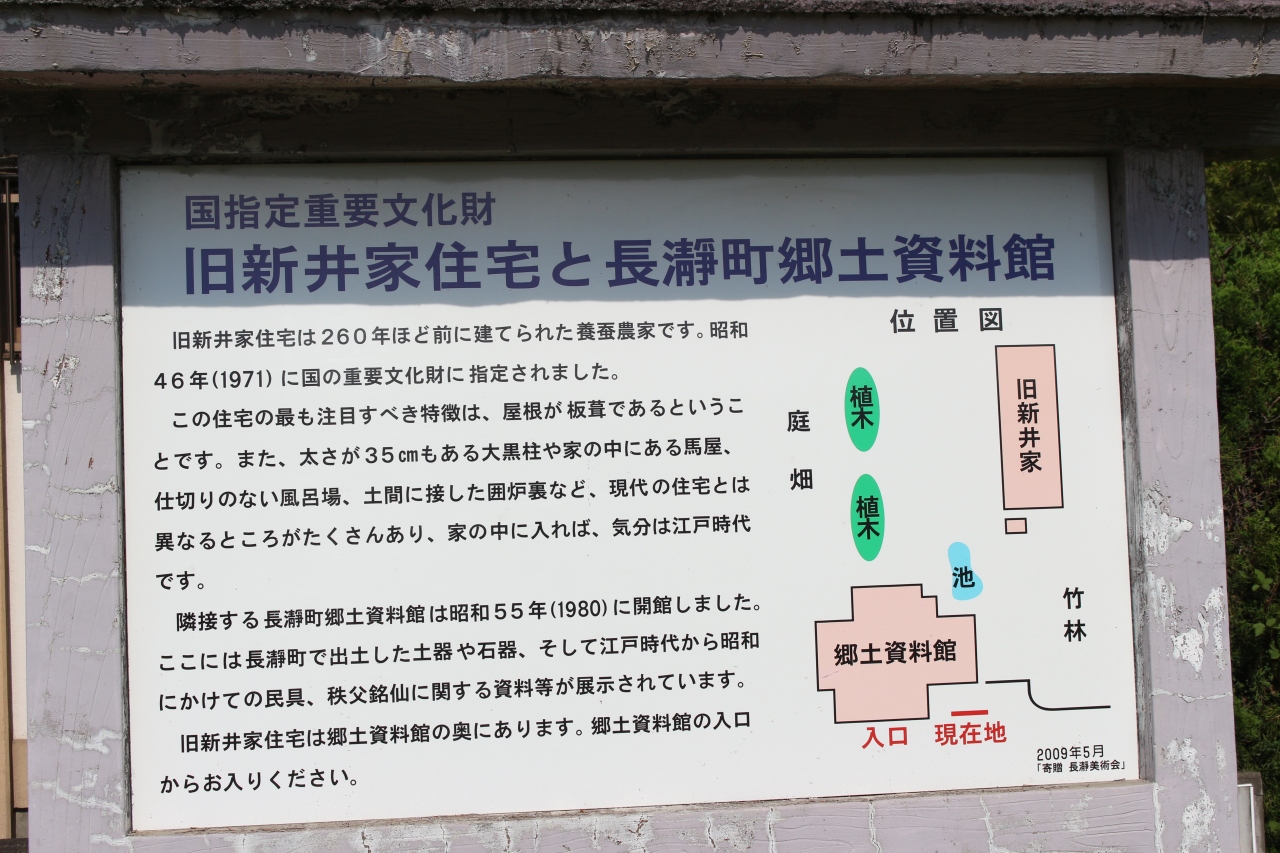 国指定重要文化財
旧新井家住宅と長瀞町郷土資料館
旧新井家住宅は260年ほど前に建てられた養蚕農家です。昭和
46年(1971)に国の重要文化財に指定されました。
この住宅の最も注目すべき特徴は、屋根が板葺であるというこ
とです。また、太さが35㎝もある大黒柱や家の中にある馬屋、
仕切りのない風呂場、土間に接した囲炉裏など、現代の住宅とは
異なるところがたくさんあり、家の中に入れば、気分は江戸時代
です。
隣接する長瀞町郷土資料館は昭和55年(1980)に開館しました。
ここには長瀞町で出土した土器や石器、そして江戸時代から昭和
にかけての民具、秩父銘仙に関する資料等が展示されています。
旧新井家住宅は郷土資料館の奥にあります。郷土資料館の入口
からお入りください。
位置図
旧新井家
植木
庭
畑
植木
池
竹林
郷土資料館
入口
現在地
2009年5月
「寄贈 長瀞美術会」